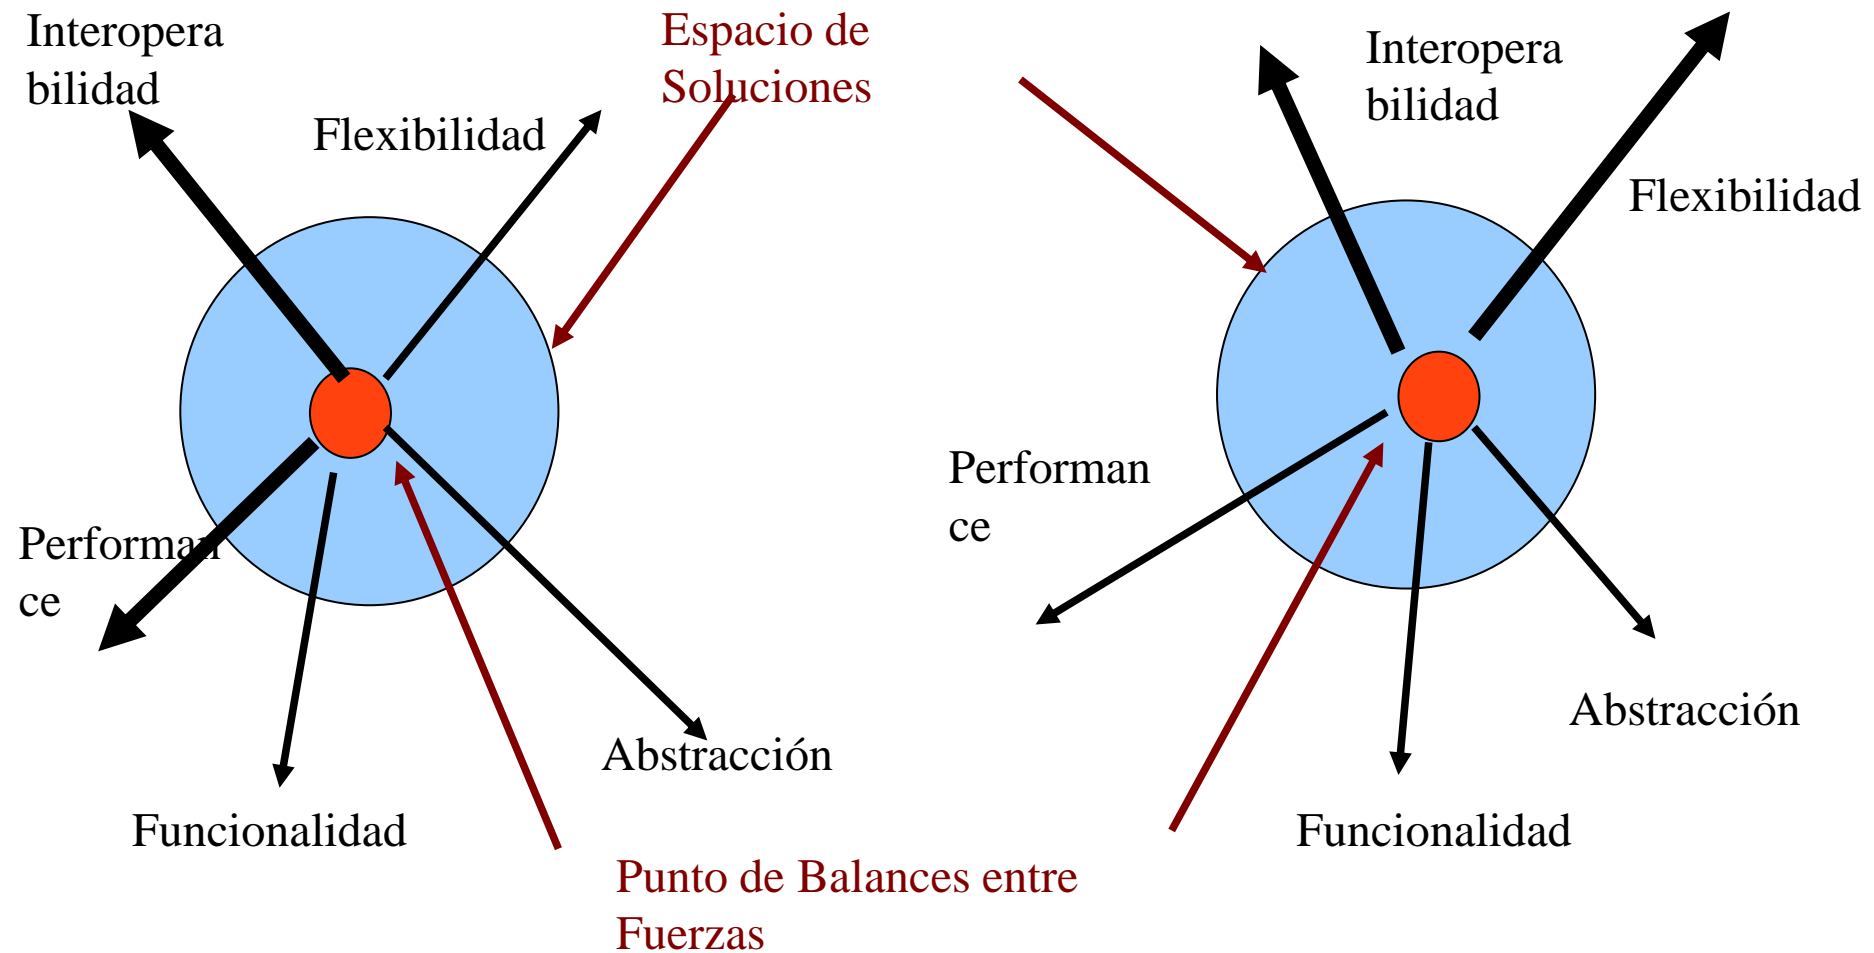 Interopera
bilidad
Flexibilidad
Espacio de
Soluciones
Interopera
bilidad
Flexibilidad
Performan
ce
Abstracción
Funcionalidad
Performan
ce
Abstracción
Funcionalidad
Punto de Balances entre
Fuerzas